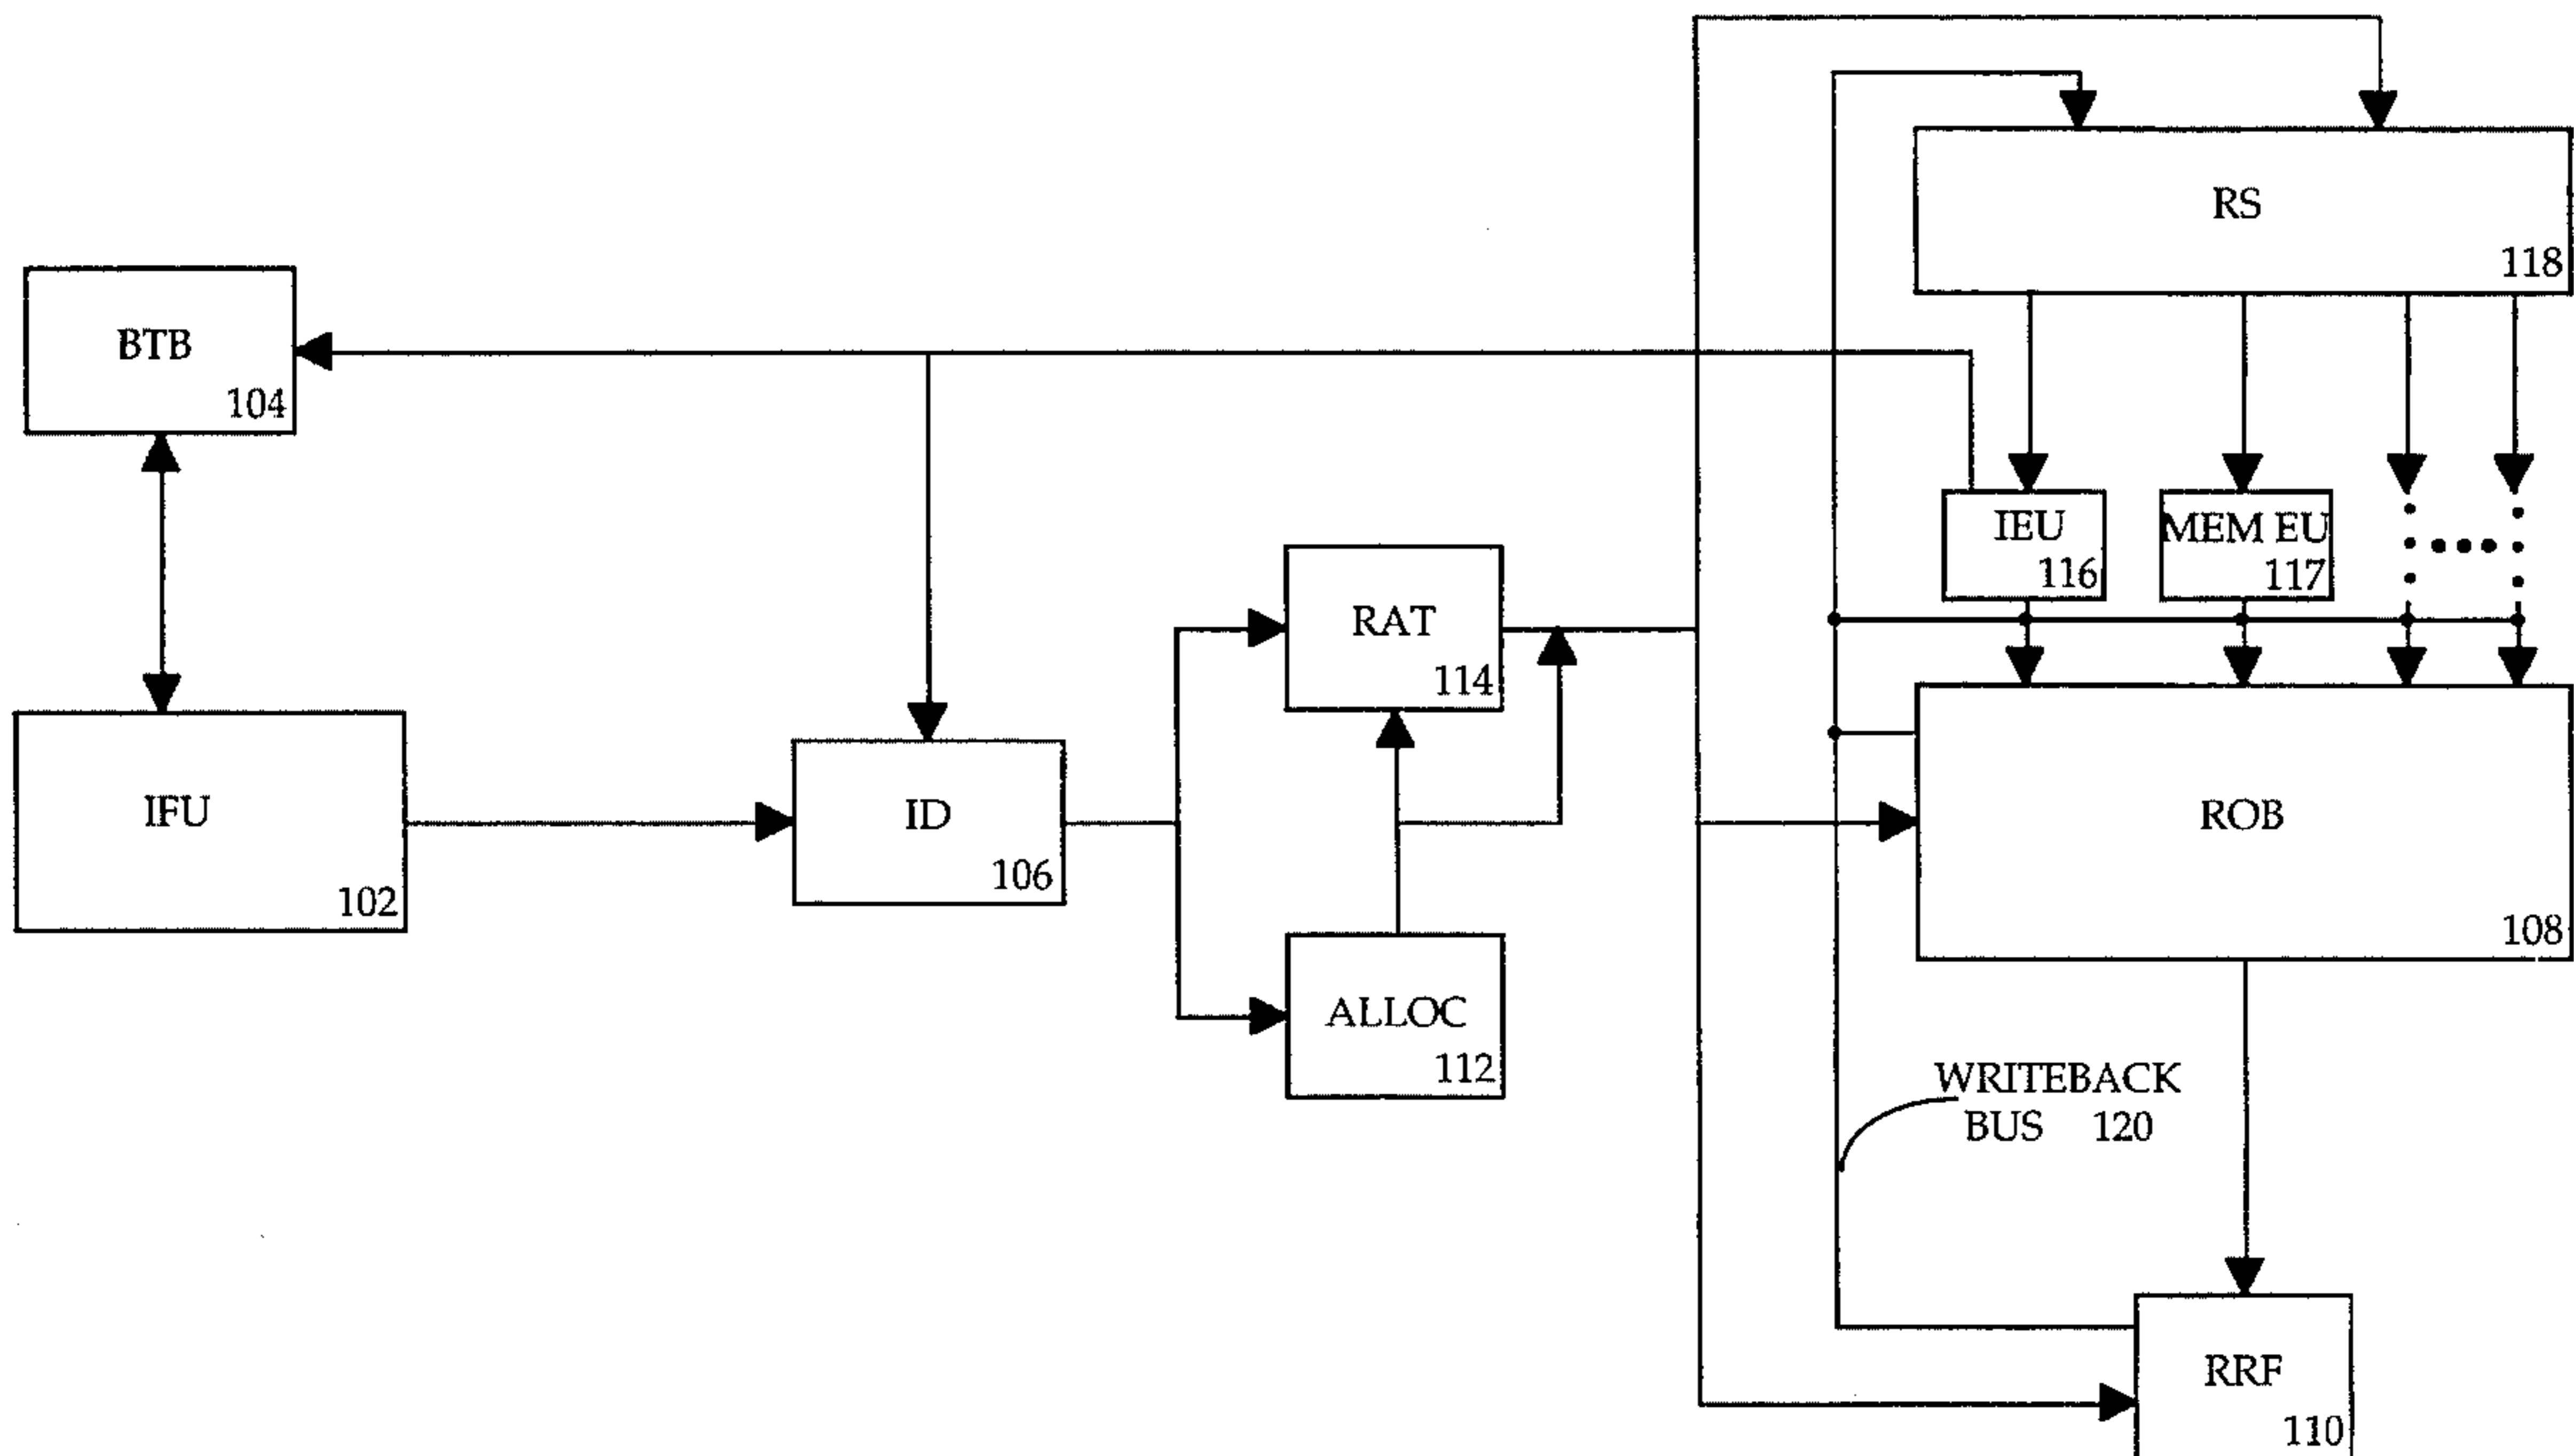 RS
118
BTB
104
IEU
116
MEM EU
117
RAT
114
IFU
102
ID
106
ROB
108
ALLOC
112
WRITEBACK
BUS 120
RRF
110